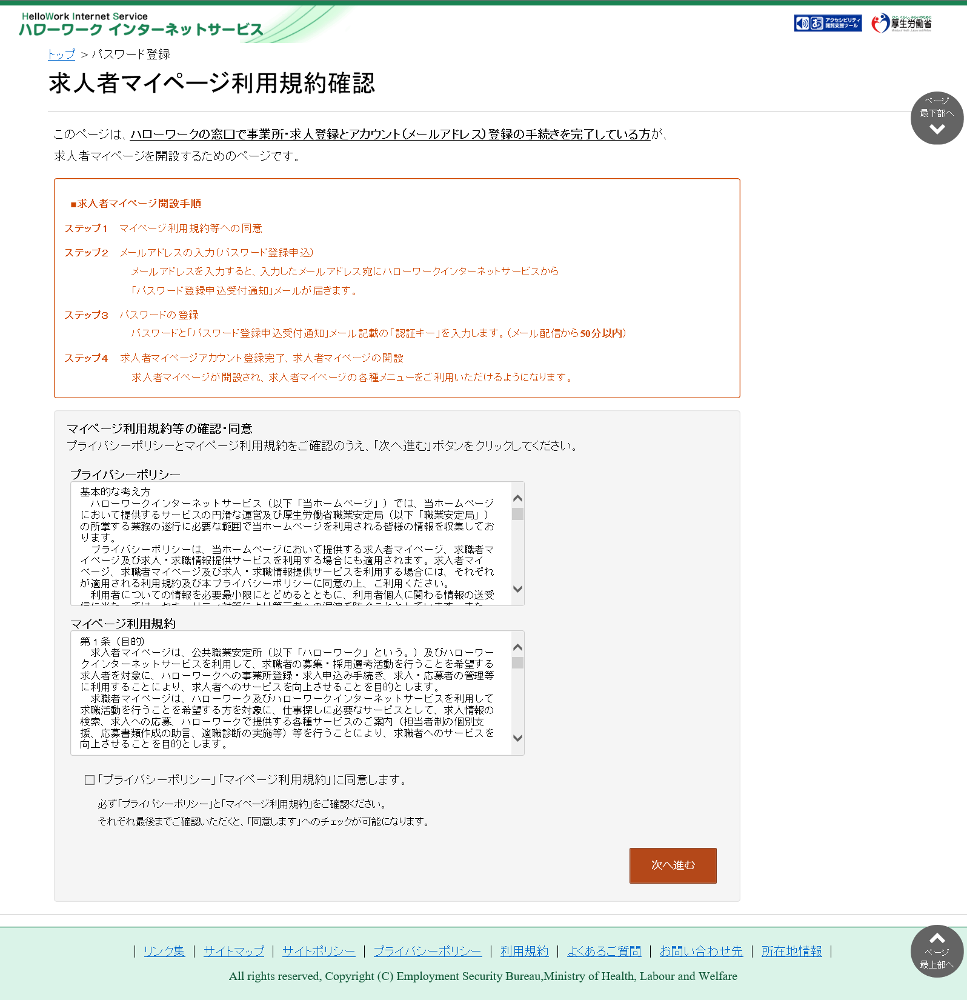 HelloWork Internet Service
ハローワーク インターネットサービス
アクセシビリティ
閲覧支援ツール
ひと、くらし、みらいのために
厚生労働省
Ministry of Health, Labour and Welfare
トップ > パスワード登録
求人者マイページ利用規約確認
ページ
最下部へ
このページは、ハローワークの窓口で事業所・求人登録とアカウント（メールアドレス）登録の手続きを完了している方が、
求人者マイページを開設するためのページです。
■求人者マイページ開設手順
ステップ1 マイページ利用規約等への同意
ステップ2 メールアドレスの入力（パスワード登録申込）
メールアドレスを入力すると、入力したメールアドレス宛にハローワークインターネットサービスから
「パスワード登録申込受付通知」メールが届きます。
ステップ3 パスワードの登録
パスワードと「パスワード登録申込受付通知」メール記載の「認証キー」を入力します。（メール配信から50分以内）
ステップ4 求人者マイページアカウント登録完了、求人者マイページの開設
求人者マイページが開設され、求人者マイページの各種メニューをご利用いただけるようになります。
マイページ利用規約等の確認・同意
プライバシーポリシーとマイページ利用規約をご確認のうえ、「次へ進む」ボタンをクリックしてください。
プライバシーポリシー
基本的な考え方
　ハローワークインターネットサービス（以下「当ホームページ」）では、当ホームページ
において提供するサービスの円滑な運営及び厚生労働省職業安定局（以下「職業安定局」）
の所掌する業務の遂行に必要な範囲で当ホームページを利用される皆様の情報を収集してお
ります。
　プライバシーポリシーは、当ホームページにおいて提供する求人者マイページ、求職者マ
イページ及び求人・求職情報提供サービスを利用する場合にも適用されます。求人者マイ
ページ、求職者マイページ及び求人・求職情報提供サービスを利用する場合には、それぞれ
が適用される利用規約及び本プライバシーポリシーに同意の上、ご利用ください。
　利用者についての情報を必要最小限にとどめるとともに、利用者個人に関わる情報の送受
信に当たっては、セキュリティ対策により第三者への漏洩を防ぐこととしています。また、
マイページ利用規約
第１条（目的）
　求人者マイページは、公共職業安定所（以下「ハローワーク」という。）及びハローワー
クインターネットサービスを利用して、求職者の募集・採用選考活動を行うことを希望する
求人者を対象に、ハローワークへの事業所登録・求人申込み手続き、求人・応募者の管理等
に利用することにより、求人者へのサービスを向上させることを目的とします。
　求職者マイページは、ハローワーク及びハローワークインターネットサービスを利用して
求職活動を行うことを希望する方を対象に、仕事探しに必要なサービスとして、求人情報の
検索、求人への応募、ハローワークで提供する各種サービスのご案内（担当者制の個別支
援、応募書類作成の助言、適職診断の実施等）等を行うことにより、求職者へのサービスを
向上させることを目的とします。
「プライバシーポリシー」「マイページ利用規約」に同意します。
必ず「プライバシーポリシー」と「マイページ利用規約」をご確認ください。
それぞれ最後までご確認いただくと、「同意します」へのチェックが可能になります。
次へ進む
| リンク集 | サイトマップ | サイトポリシー | プライバシーポリシー | 利用規約 | よくあるご質問 | お問い合わせ先 | 所在地情報 |
ページ
最上部へ
All rights reserved, Copyright (C) Employment Security Bureau,Ministry of Health, Labour and Welfare